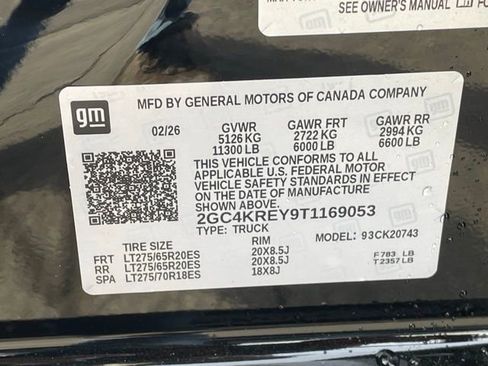 SEE OWNER'S MANUAL
gm
MFD BY GENERAL MOTORS OF CANADA COMPANY
02/26 GVWR GAWR FRT GAWR RR
5126 KG 2722 KG 2994 KG
11300 LB 6000 LB 6600 LB
THIS VEHICLE CONFORMS TO ALL
APPLICABLE U.S. FEDERAL MOTOR
VEHICLE SAFETY STANDARDS IN EFFECT
ON THE DATE OF MANUFACTURE
SHOWN ABOVE.
2GC4KREY9T1169053
TYPE: TRUCK MODEL: 93CK20743
TIRE SIZE RIM
FRT LT275/65R20ES 20X8.5J F 783 LB
RR LT275/65R20ES 20X8.5J T 2357 LB
SPA LT275/70R18ES 18X8J